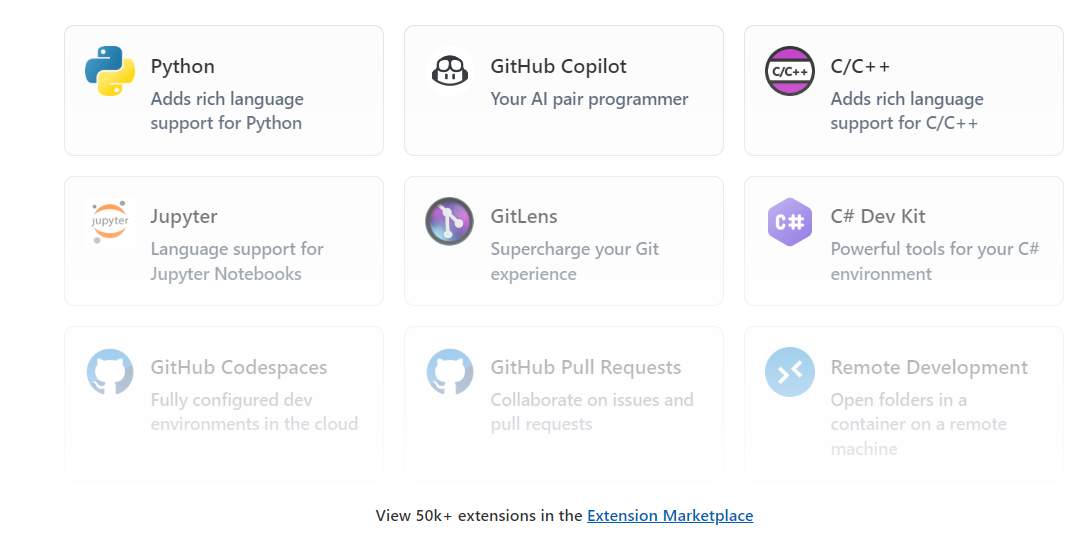 Python
Adds rich language
support for Python
GitHub Copilot
Your AI pair programmer
C/C++
C/C++
Adds rich language
support for C/C++
jupyter
Jupyter
Language support for
Jupyter Notebooks
GitLens
Supercharge your Git
experience
C#
C# Dev Kit
Powerful tools for your C#
environment
GitHub Codespaces
Fully configured dev
environments in the cloud
GitHub Pull Requests
Collaborate on issues and
pull requests
Remote Development
Open folders in a
container on a remote
machine
View 50k+ extensions in the Extension Marketplace